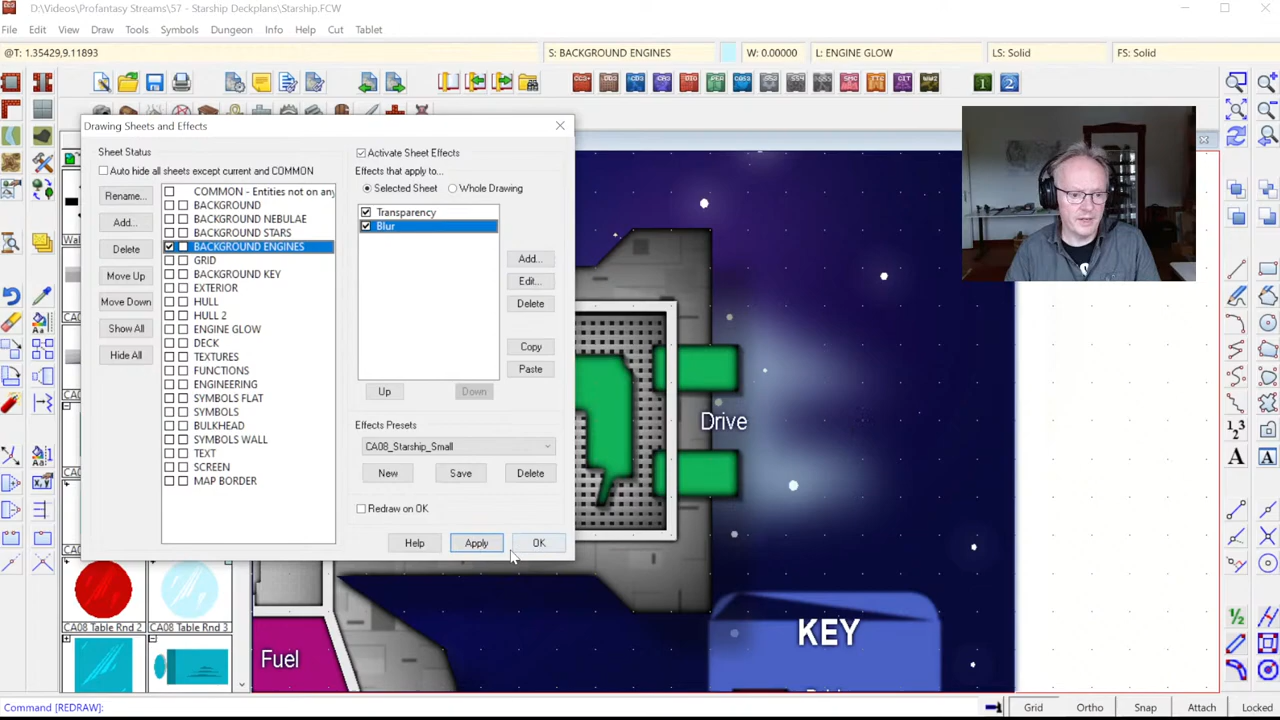 D:\Videos\Profantasy Streams\57 - Starship Deckplans\Starship.FCW
File Edit View Draw Tools Symbols Dungeon Info Help Cut Tablet
@T: 1.35429,9.11893 S: BACKGROUND ENGINES W: 0.00000 L: ENGINE GLOW LS: Solid FS: Solid
Drawing Sheets and Effects
Sheet Status
Auto hide all sheets except current and COMMON
Rename...
Add...
Delete
Move Up
Move Down
Show All
Hide All
COMMON - Entities not on any
BACKGROUND
BACKGROUND NEBULAE
BACKGROUND STARS
BACKGROUND ENGINES
GRID
BACKGROUND KEY
EXTERIOR
HULL
HULL 2
ENGINE GLOW
DECK
TEXTURES
FUNCTIONS
ENGINEERING
SYMBOLS FLAT
SYMBOLS
BULKHEAD
SYMBOLS WALL
TEXT
SCREEN
MAP BORDER
Activate Sheet Effects
Effects that apply to...
Selected Sheet Whole Drawing
Transparency
Blur
Add...
Edit...
Delete
Copy
Paste
Up Down
Effects Presets
CA08_Starship_Small
New Save Delete
Redraw on OK
Help Apply OK
Drive
KEY
Fuel
CA08 Table Rnd 2 CA08 Table Rnd 3
Command [REDRAW]:
Grid Ortho Snap Attach Locked